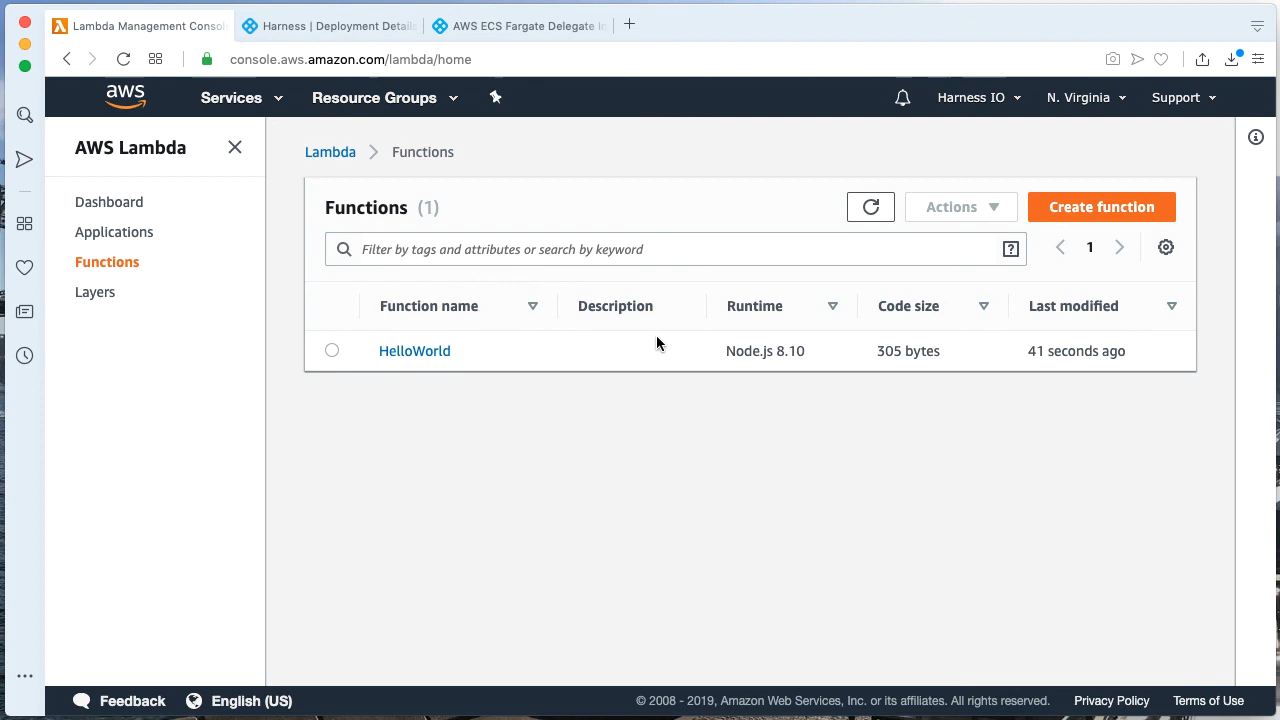 Lambda Management Consol
Harness | Deployment Detail
AWS ECS Fargate Delegate In
console.aws.amazon.com/lambda/home
aws
Services
Resource Groups
Harness IO
N. Virginia
Support
AWS Lambda
Dashboard
Applications
Functions
Layers
Lambda > Functions
Functions (1)
Actions
Create function
Filter by tags and attributes or search by keyword
?
1
Function name
Description
Runtime
Code size
Last modified
HelloWorld
Node.js 8.10
305 bytes
41 seconds ago
Feedback
English (US)
© 2008 - 2019, Amazon Web Services, Inc. or its affiliates. All rights reserved.
Privacy Policy
Terms of Use